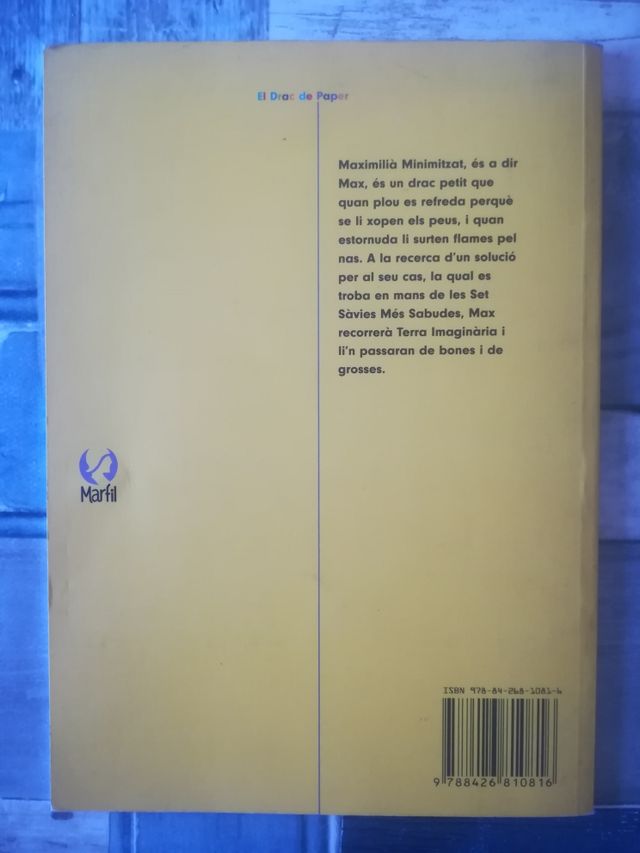 El Drac de Paper
Maximilià Minimitzat, és a dir
Max, és un drac petit que
quan plou es refreda perquè
se li xopen els peus, i quan
estornuda li surten flames pel
nas. A la recerca d'un solució
per al seu cas, la qual es
troba en mans de les Set
Sàvies Més Sabudes, Max
recorrerà Terra Imaginària i
li'n passaran de bones i de
grosses.
Marfil
ISBN 978-84-268-1081-6
9 788426 810816